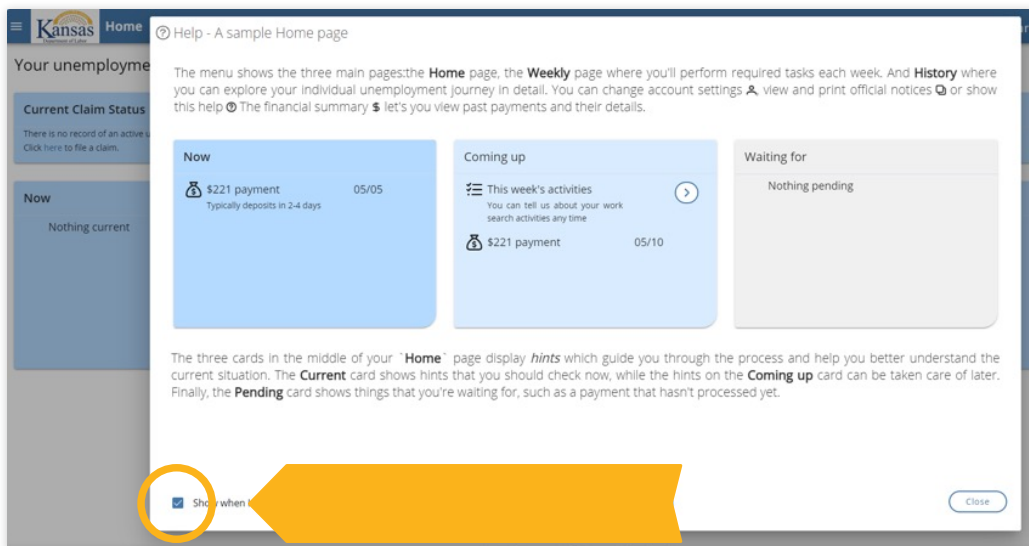 Kansas
Department of Labor
Home
Help - A sample Home page
Your unemployme
The menu shows the three main pages:the Home page, the Weekly page where you'll perform required tasks each week. And History where
you can explore your individual unemployment journey in detail. You can change account settings view and print official notices or show
this help The financial summary $ let's you view past payments and their details.
Current Claim Status
There is no record of an active u
Click here to file a claim.
Now
Nothing current
Now
$221 payment 05/05
Typically deposits in 2-4 days
Coming up
This week's activities
You can tell us about your work
search activities any time
$221 payment 05/10
Waiting for
Nothing pending
The three cards in the middle of your `Home` page display hints which guide you through the process and help you better understand the
current situation. The Current card shows hints that you should check now, while the hints on the Coming up card can be taken care of later.
Finally, the Pending card shows things that you're waiting for, such as a payment that hasn't processed yet.
Show when
Close